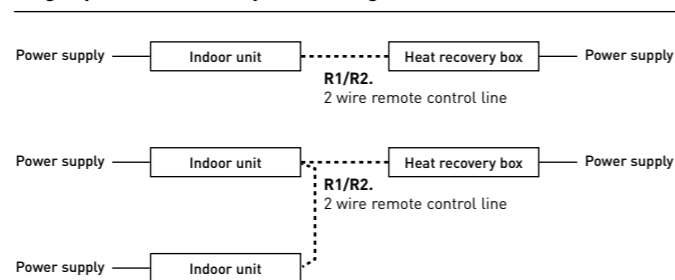 Power supply Indoor unit Heat recovery box Power supply
R1/R2.
2 wire remote control line
Power supply Indoor unit Heat recovery box Power supply
R1/R2.
2 wire remote control line
Power supply Indoor unit